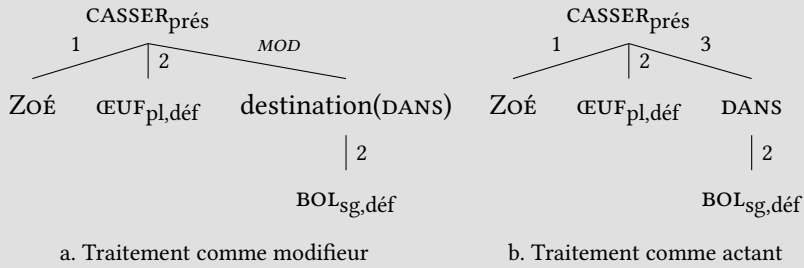 CASSERprés CASSERprés
1 2 MOD 1 2 3
ZOÉ ŒUFpl,déf destination(DANS) ZOÉ ŒUFpl,déf DANS
2 2
BOLsg,déf BOLsg,déf
a. Traitement comme modifieur b. Traitement comme actant